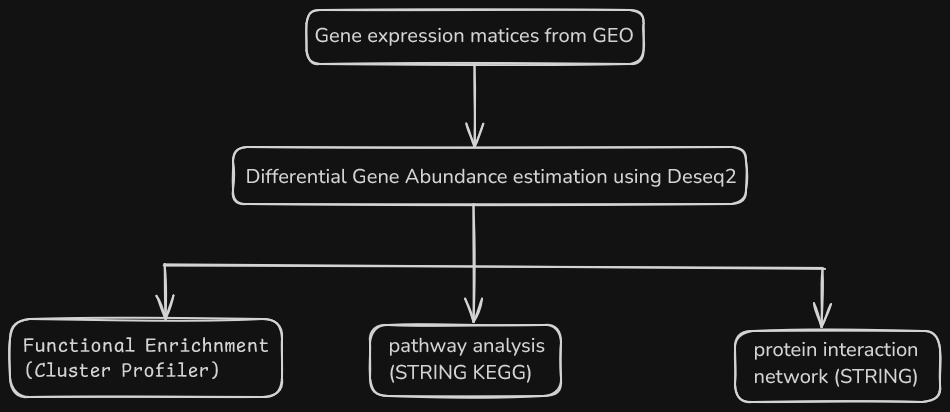 Gene expression matices from GEO
Differential Gene Abundance estimation using Deseq2
Functional Enrichnment
(Cluster Profiler)
pathway analysis
(STRING KEGG)
protein interaction
network (STRING)